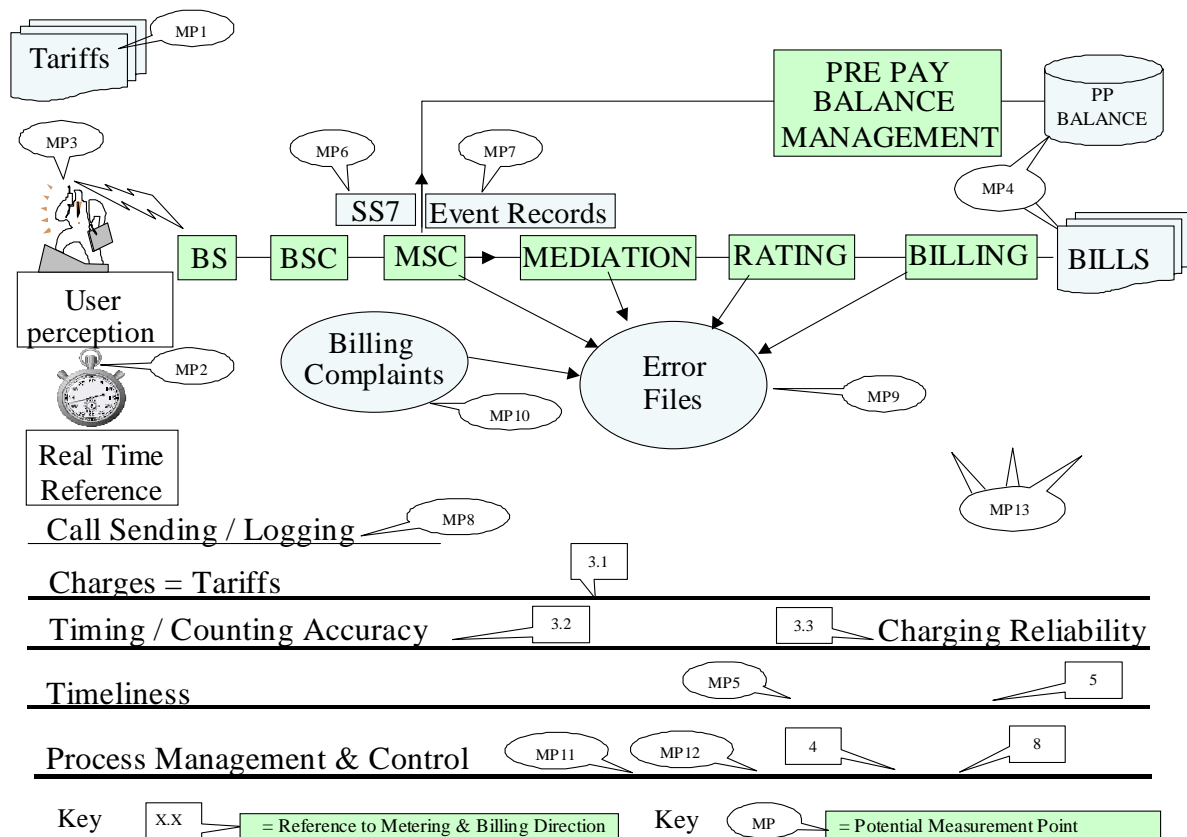 MP1
Tariffs
PRE PAY
BALANCE
MANAGEMENT
PP
BALANCE
MP3
MP6
MP7
MP4
SS7
Event Records
BS
BSC
MSC
MEDIATION
RATING
BILLING
BILLS
User
perception
MP2
Billing
Complaints
Error
Files
MP10
MP9
Real Time
Reference
MP13
Call Sending / Logging
MP8
Charges = Tariffs
3.1
Timing / Counting Accuracy
3.2
3.3
Charging Reliability
Timeliness
MP5
5
Process Management & Control
MP11
MP12
4
8
Key
X.X
= Reference to Metering & Billing Direction
Key
MP
= Potential Measurement Point